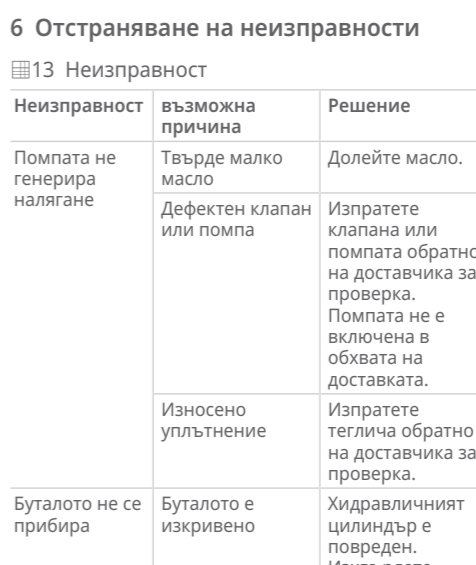 6 Отстраняване на неизправности
13 Неизправност
Неизправност
възможна
причина
Решение
Помпата не
генерира
налягане
Твърде малко
масло
Долейте масло.
Дефектен клапан
или помпа
Изпратете
клапана или
помпата обратно
на доставчика за
проверка.
Помпата не е
включена в
обхвата на
доставката.
Износено
уплътнение
Изпратете
теглича обратно
на доставчика за
проверка.
Буталото не се
прибира
Буталото е
изкривено
Хидравличният
цилиндър е
повреден.